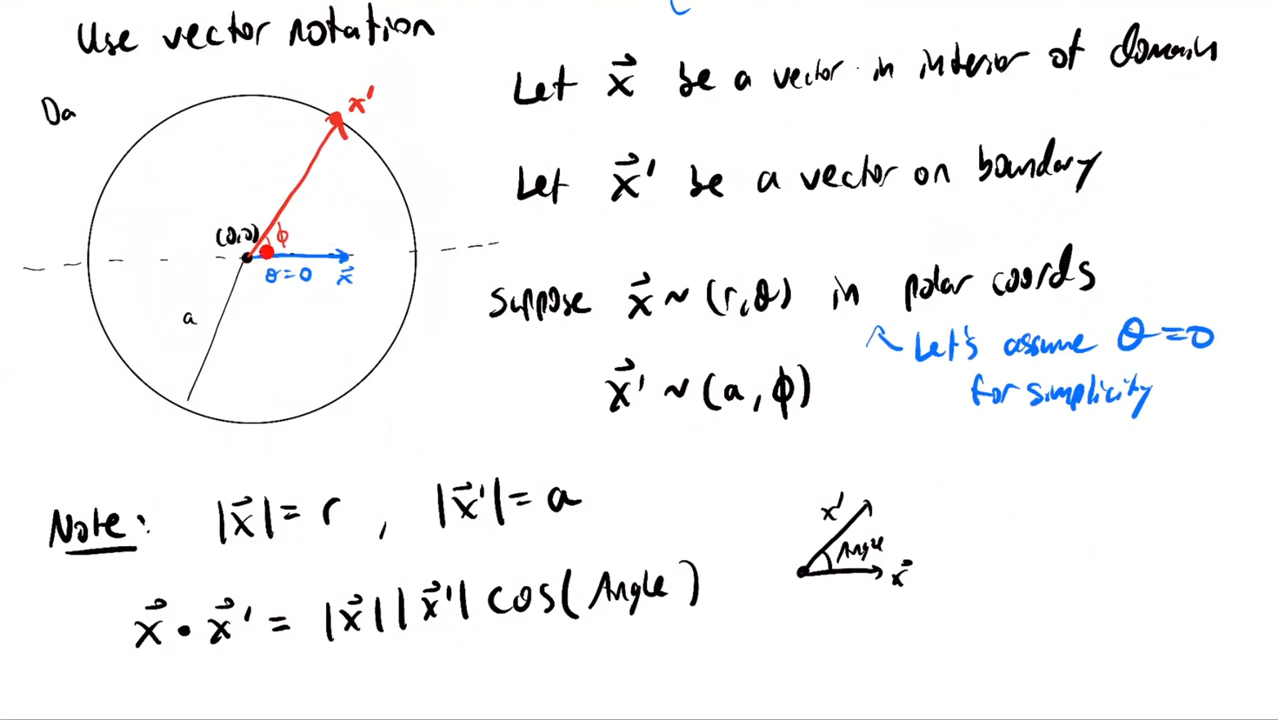 Use vector notation
Da
x'
(0,0)
φ
θ=0
x⃗
a
Let x⃗ be a vector in interior of domain
Let x⃗' be a vector on boundary
Suppose x⃗ ~ (r,θ) in polar coords
Let's assume θ=0
for simplicity
x⃗' ~ (a, φ)
Note: |x⃗| = r , |x⃗'| = a
x⃗ • x⃗' = |x⃗| |x⃗'| cos(Angle)
x'
Angle
x⃗